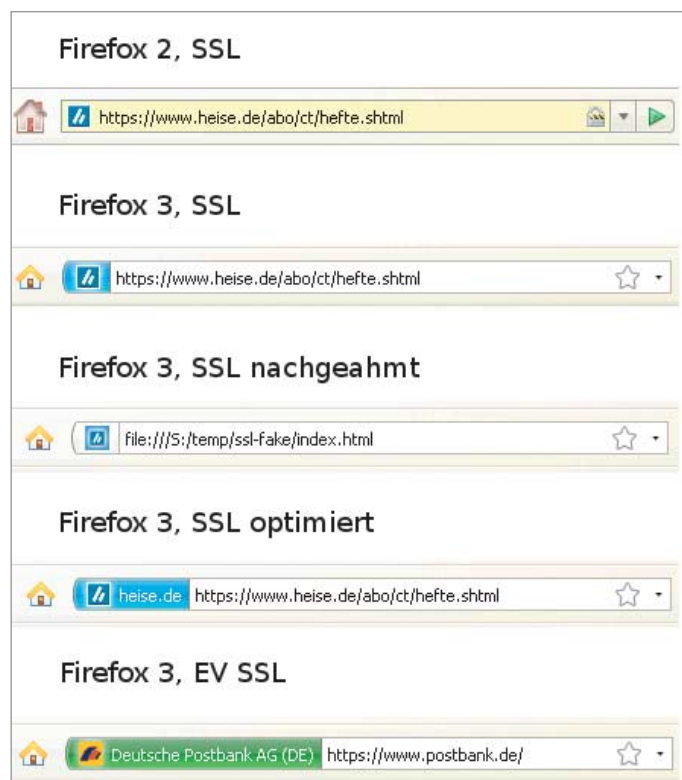 Firefox 2, SSL
https://www.heise.de/abo/ct/hefte.shtml
Firefox 3, SSL
https://www.heise.de/abo/ct/hefte.shtml
Firefox 3, SSL nachgeahmt
file:///S:/temp/ssl-fake/index.html
Firefox 3, SSL optimiert
heise.de https://www.heise.de/abo/ct/hefte.shtml
Firefox 3, EV SSL
Deutsche Postbank AG (DE) https://www.postbank.de/